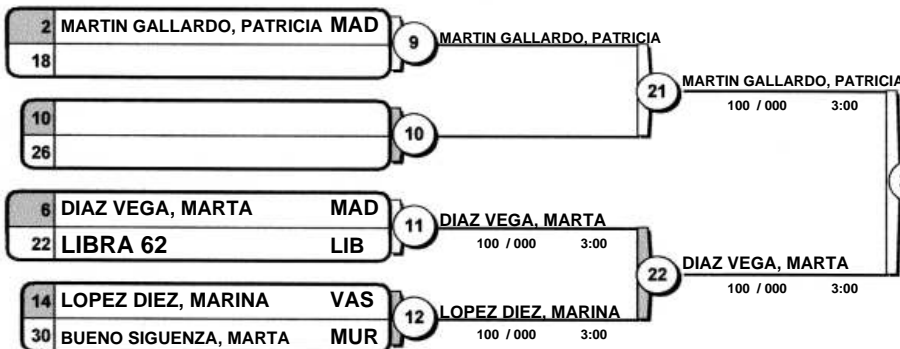 2 MARTIN GALLARDO, PATRICIA MAD
18
9
MARTIN GALLARDO, PATRICIA
10
26
10
21
MARTIN GALLARDO, PATRICIA
100 / 000 3:00
6 DIAZ VEGA, MARTA MAD
22 LIBRA 62 LIB
11
DIAZ VEGA, MARTA
100 / 000 3:00
14 LOPEZ DIEZ, MARINA VAS
30 BUENO SIGUENZA, MARTA MUR
12
LOPEZ DIEZ, MARINA
100 / 000 3:00
22
DIAZ VEGA, MARTA
100 / 000 3:00